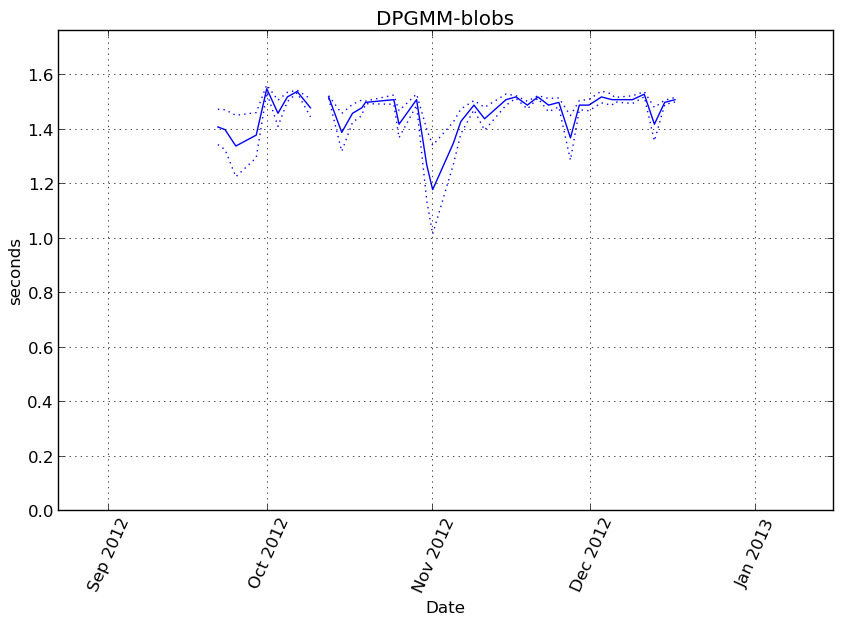 DPGMM-blobs
1.6
1.4
1.2
1.0
0.8
0.6
0.4
0.2
0.0
seconds
Sep 2012
Oct 2012
Nov 2012
Dec 2012
Jan 2013
Date